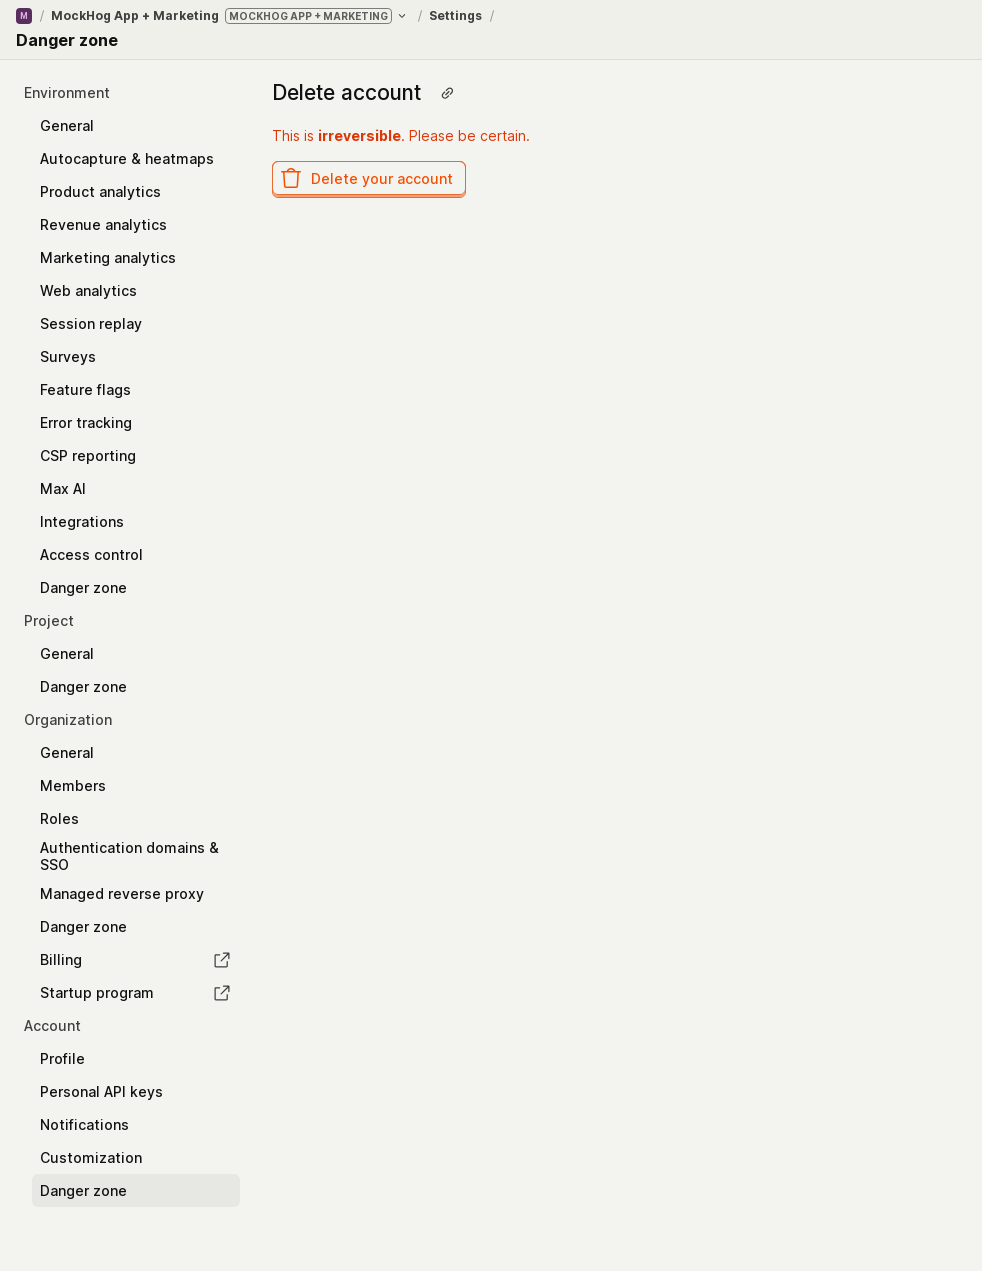 M / MockHog App + Marketing MOCKHOG APP + MARKETING / Settings /
Danger zone
Environment
General
Autocapture & heatmaps
Product analytics
Revenue analytics
Marketing analytics
Web analytics
Session replay
Surveys
Feature flags
Error tracking
CSP reporting
Max AI
Integrations
Access control
Danger zone
Project
General
Danger zone
Organization
General
Members
Roles
Authentication domains &
SSO
Managed reverse proxy
Danger zone
Billing
Startup program
Account
Profile
Personal API keys
Notifications
Customization
Danger zone
Delete account
This is irreversible. Please be certain.
Delete your account